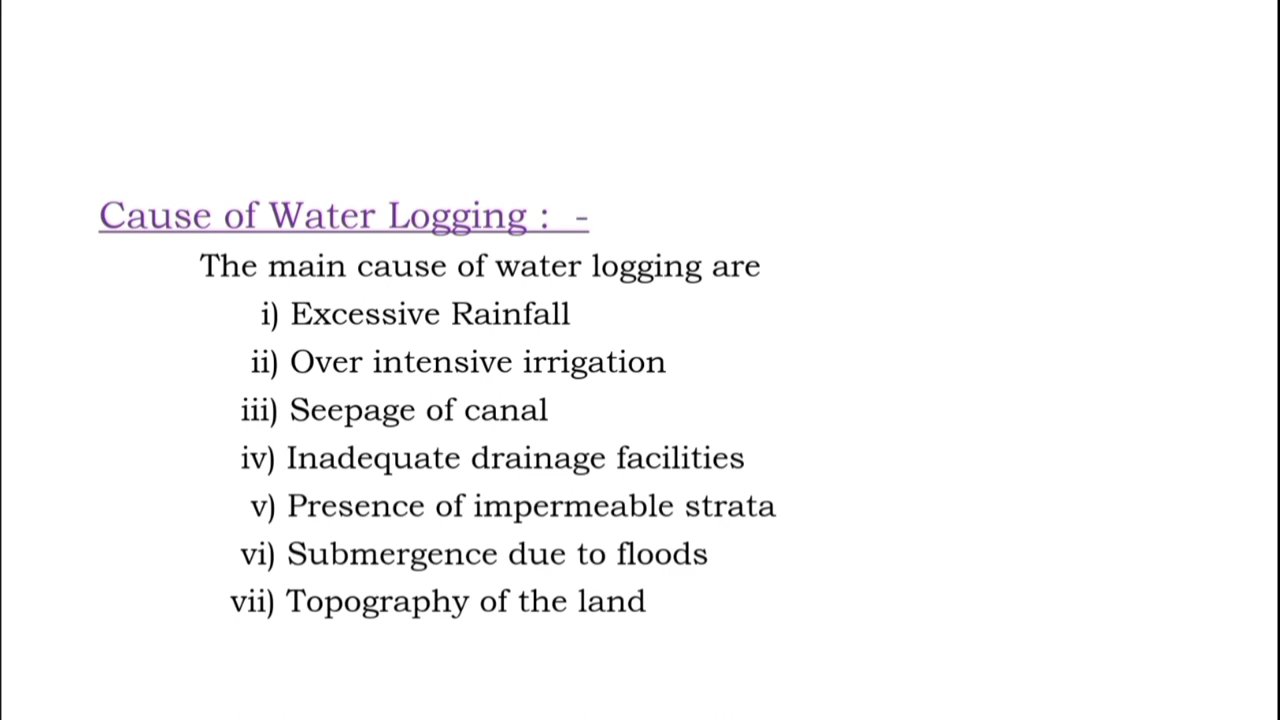 Cause of Water Logging :  -
The main cause of water logging are
i) Excessive Rainfall
ii) Over intensive irrigation
iii) Seepage of canal
iv) Inadequate drainage facilities
v) Presence of impermeable strata
vi) Submergence due to floods
vii) Topography of the land